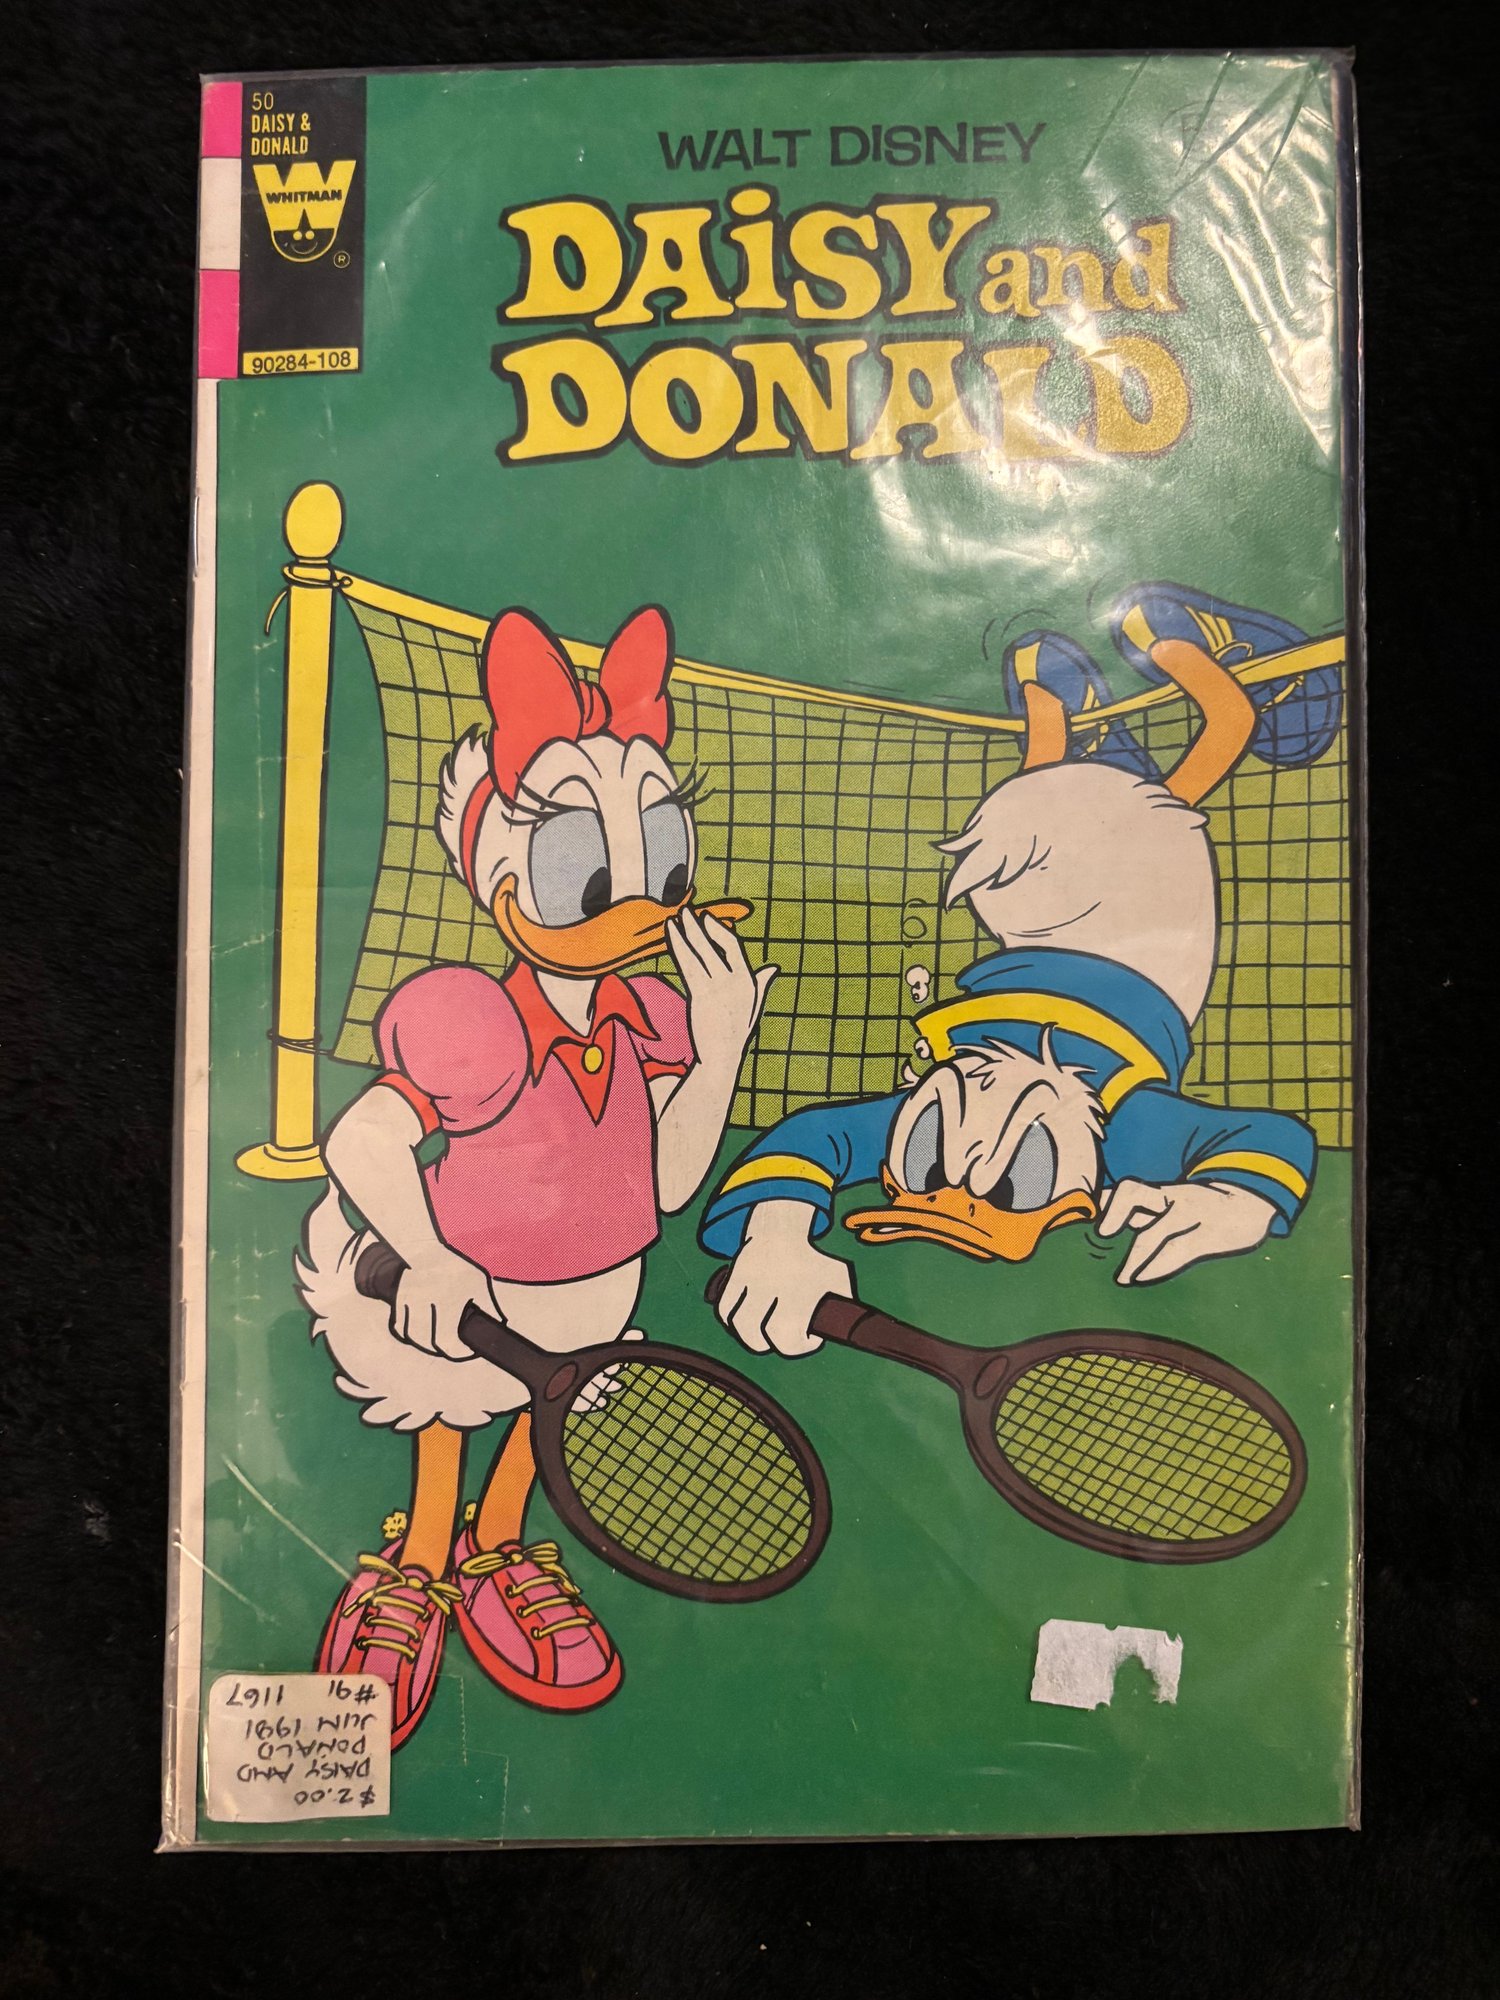 50
DAISY &
DONALD
WHITMAN
®
90284-108
WALT DISNEY
DAiSY and
DONALD
$2.00
DAISY AND
DONALD
JUM 1981
#91 1167